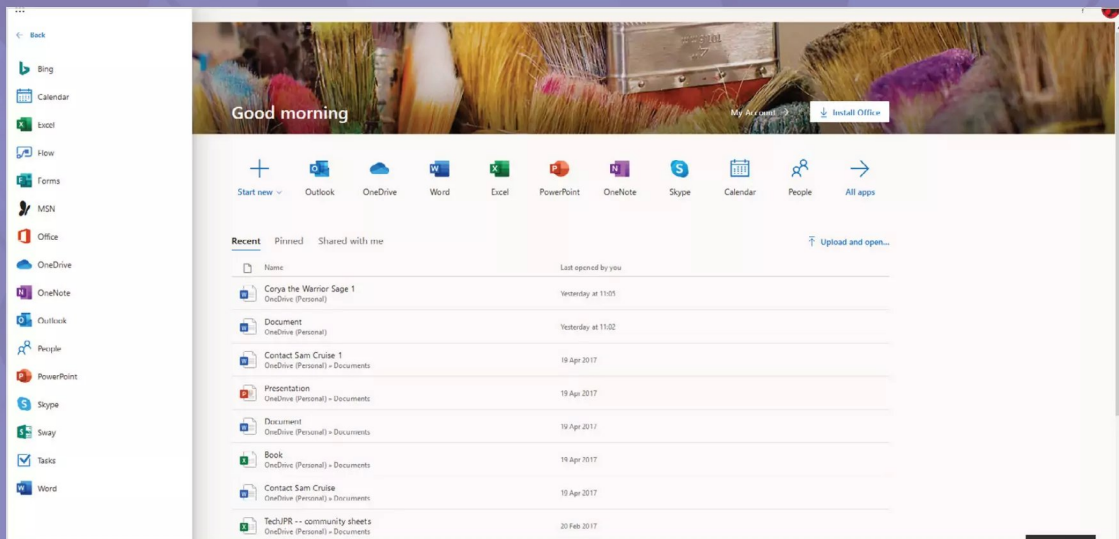 Back
Bing
Calendar
Excel
Flow
Forms
MSN
Office
OneDrive
OneNote
Outlook
People
PowerPoint
Skype
Sway
Tasks
Word
Good morning
My Account
Install Office
Start new
Outlook
OneDrive
Word
Excel
PowerPoint
OneNote
Skype
Calendar
People
All apps
Recent Pinned Shared with me
Upload and open...
Name Last opened by you
Corya the Warrior Sage 1
OneDrive (Personal)
Yesterday at 11:05
Document
OneDrive (Personal)
Yesterday at 11:02
Contact Sam Cruise 1
OneDrive (Personal) » Documents
19 Apr 2017
Presentation
OneDrive (Personal) » Documents
19 Apr 2017
Document
OneDrive (Personal) » Documents
19 Apr 2017
Book
OneDrive (Personal) » Documents
19 Apr 2017
Contact Sam Cruise
OneDrive (Personal) » Documents
19 Apr 2017
TechJPR -- community sheets
OneDrive (Personal) » Documents
20 Feb 2017